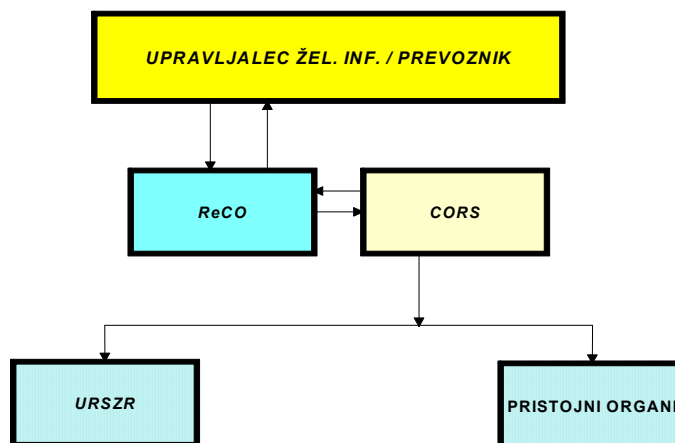 UPRAVLJALEC ŽEL. INF. / PREVOZNIK
ReCO
CORS
URSZR
PRISTOJNI ORGANI